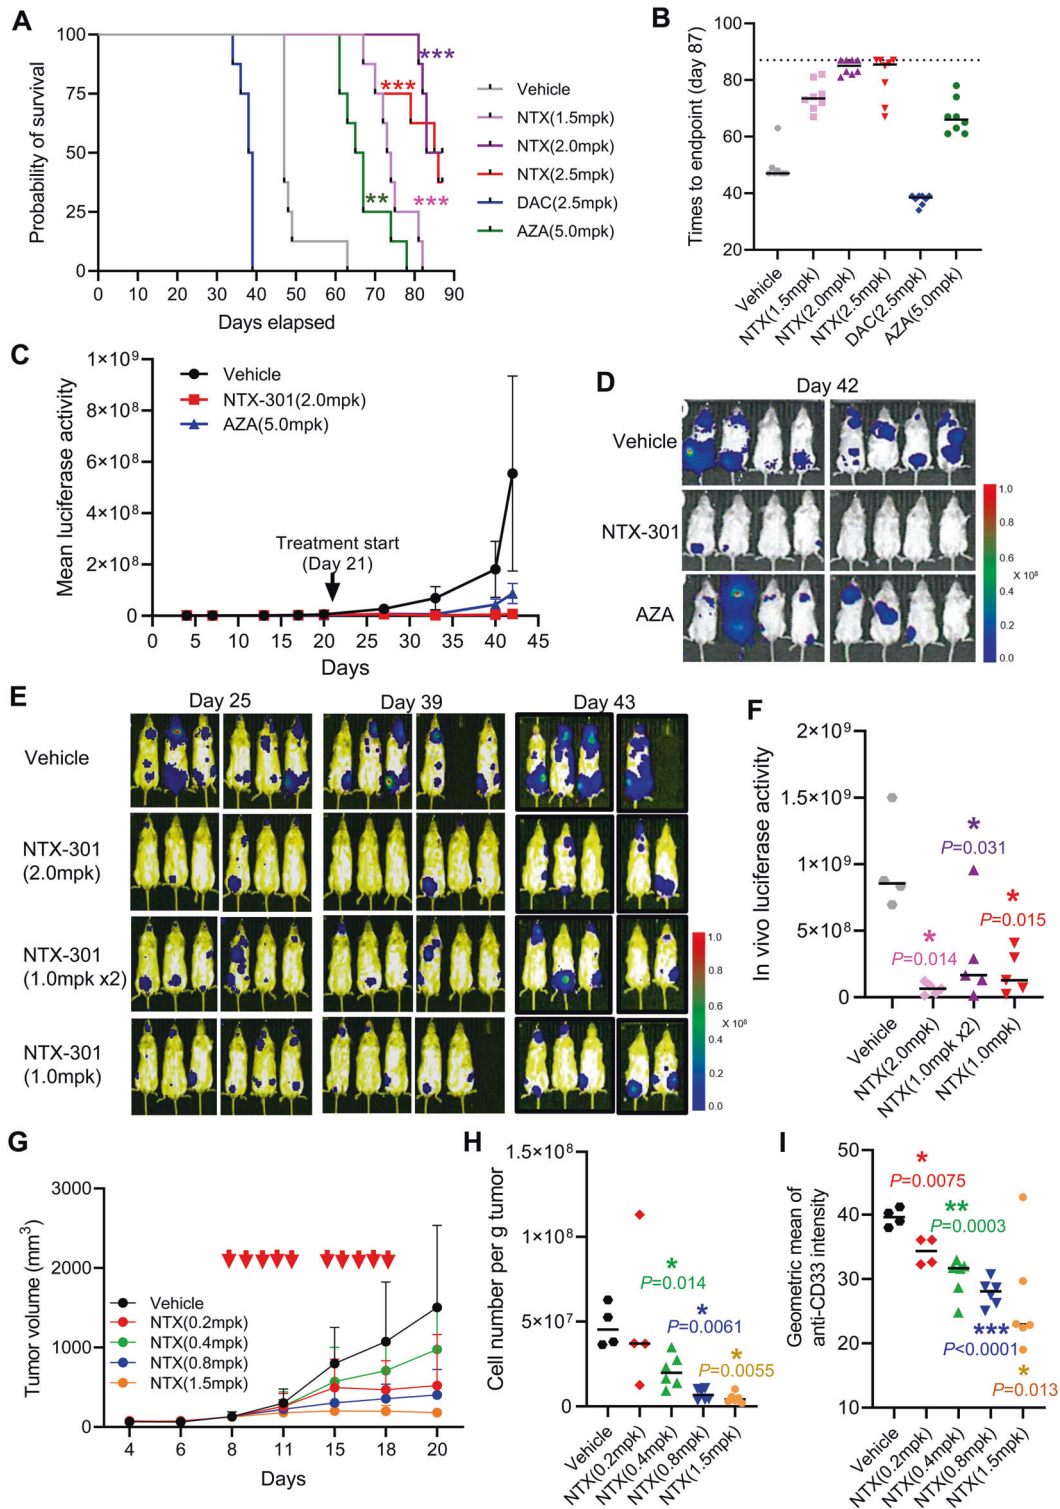 A
Probability of survival
100
75
50
25
0
0 10 20 30 40 50 60 70 80 90
Days elapsed
***
***
**
***
Vehicle
NTX(1.5mpk)
NTX(2.0mpk)
NTX(2.5mpk)
DAC(2.5mpk)
AZA(5.0mpk)
B
Times to endpoint (day 87)
100
80
60
40
20
Vehicle
NTX(1.5mpk)
NTX(2.0mpk)
NTX(2.5mpk)
DAC(2.5mpk)
AZA(5.0mpk)
C
Mean luciferase activity
1×10⁹
8×10⁸
6×10⁸
4×10⁸
2×10⁸
0
0 5 10 15 20 25 30 35 40 45
Days
Vehicle
NTX-301(2.0mpk)
AZA(5.0mpk)
Treatment start
(Day 21)
D
Day 42
Vehicle
NTX-301
AZA
1.0
0.8
0.6
0.4
0.2
0.0
X 10⁸
E
Day 25 Day 39 Day 43
Vehicle
NTX-301
(2.0mpk)
NTX-301
(1.0mpk x2)
NTX-301
(1.0mpk)
1.0
0.8
0.6
0.4
0.2
0.0
X 10⁸
F
In vivo luciferase activity
2×10⁹
1.5×10⁹
1×10⁹
5×10⁸
0
*
P=0.014
*
P=0.031
*
P=0.015
Vehicle
NTX(2.0mpk)
NTX(1.0mpk x2)
NTX(1.0mpk)
G
Tumor volume (mm³)
3000
2000
1000
0
4 6 8 11 15 18 20
Days
Vehicle
NTX(0.2mpk)
NTX(0.4mpk)
NTX(0.8mpk)
NTX(1.5mpk)
H
Cell number per g tumor
1.5×10⁸
1×10⁸
5×10⁷
0
*
P=0.014
*
P=0.0061
*
P=0.0055
Vehicle
NTX(0.2mpk)
NTX(0.4mpk)
NTX(0.8mpk)
NTX(1.5mpk)
I
Geometric mean of
anti-CD33 intensity
50
40
30
20
10
*
P=0.0075
**
P=0.0003
***
P<0.0001
*
P=0.013
Vehicle
NTX(0.2mpk)
NTX(0.4mpk)
NTX(0.8mpk)
NTX(1.5mpk)